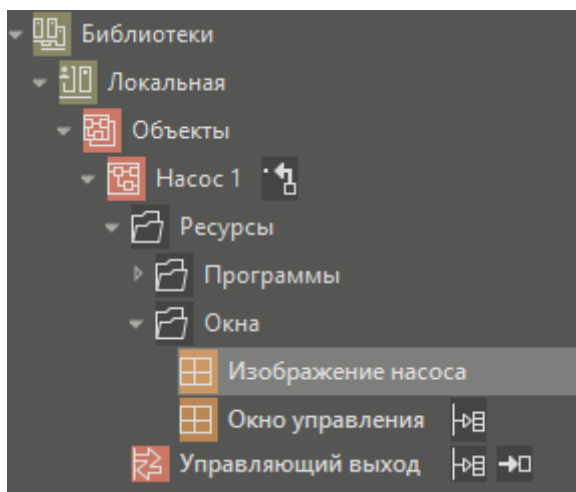 Библиотеки
Локальная
Объекты
Насос 1
Ресурсы
Программы
Окна
Изображение насоса
Окно управления
Управляющий выход